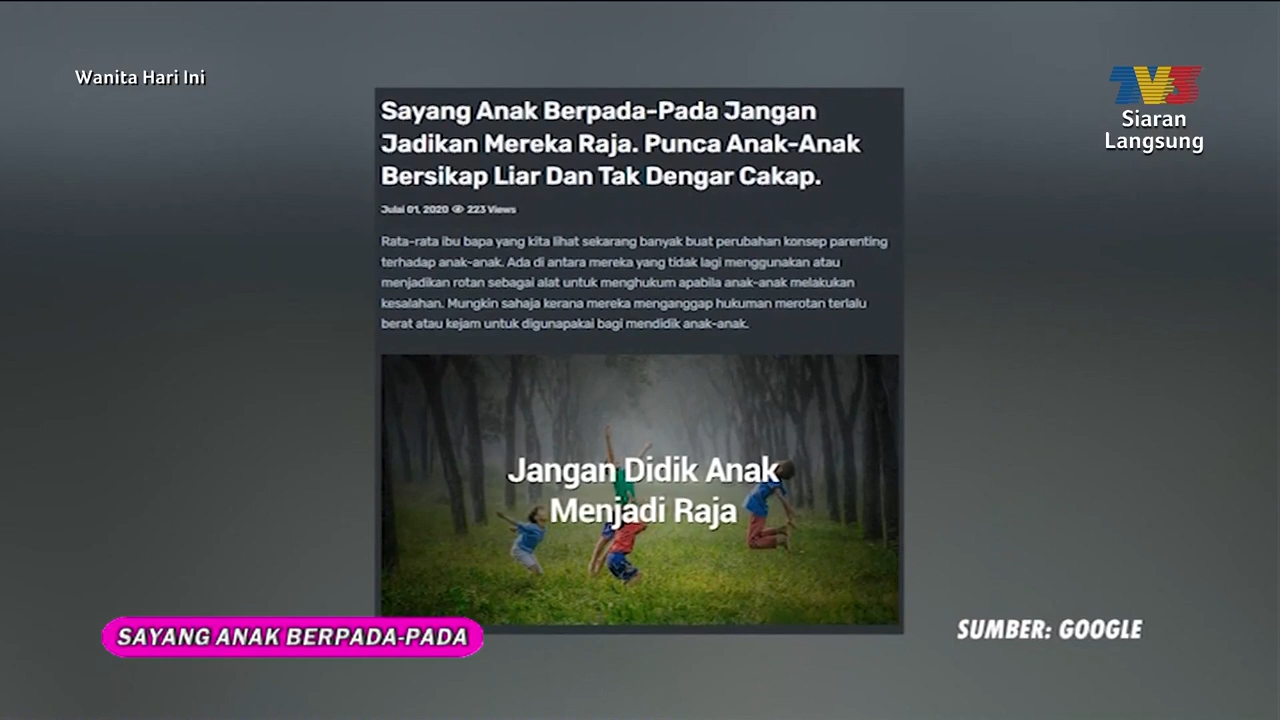 Wanita Hari Ini
TV3
Siaran
Langsung
Sayang Anak Berpada-Pada Jangan
Jadikan Mereka Raja. Punca Anak-Anak
Bersikap Liar Dan Tak Dengar Cakap.
Julai 01, 2020 223 Views
Rata-rata ibu bapa yang kita lihat sekarang banyak buat perubahan konsep parenting
terhadap anak-anak. Ada di antara mereka yang tidak lagi menggunakan atau
menjadikan rotan sebagai alat untuk menghukum apabila anak-anak melakukan
kesalahan. Mungkin sahaja kerana mereka menganggap hukuman merotan terlalu
berat atau kejam untuk digunapakai bagi mendidik anak-anak.
Jangan Didik Anak
Menjadi Raja
SAYANG ANAK BERPADA-PADA
SUMBER: GOOGLE